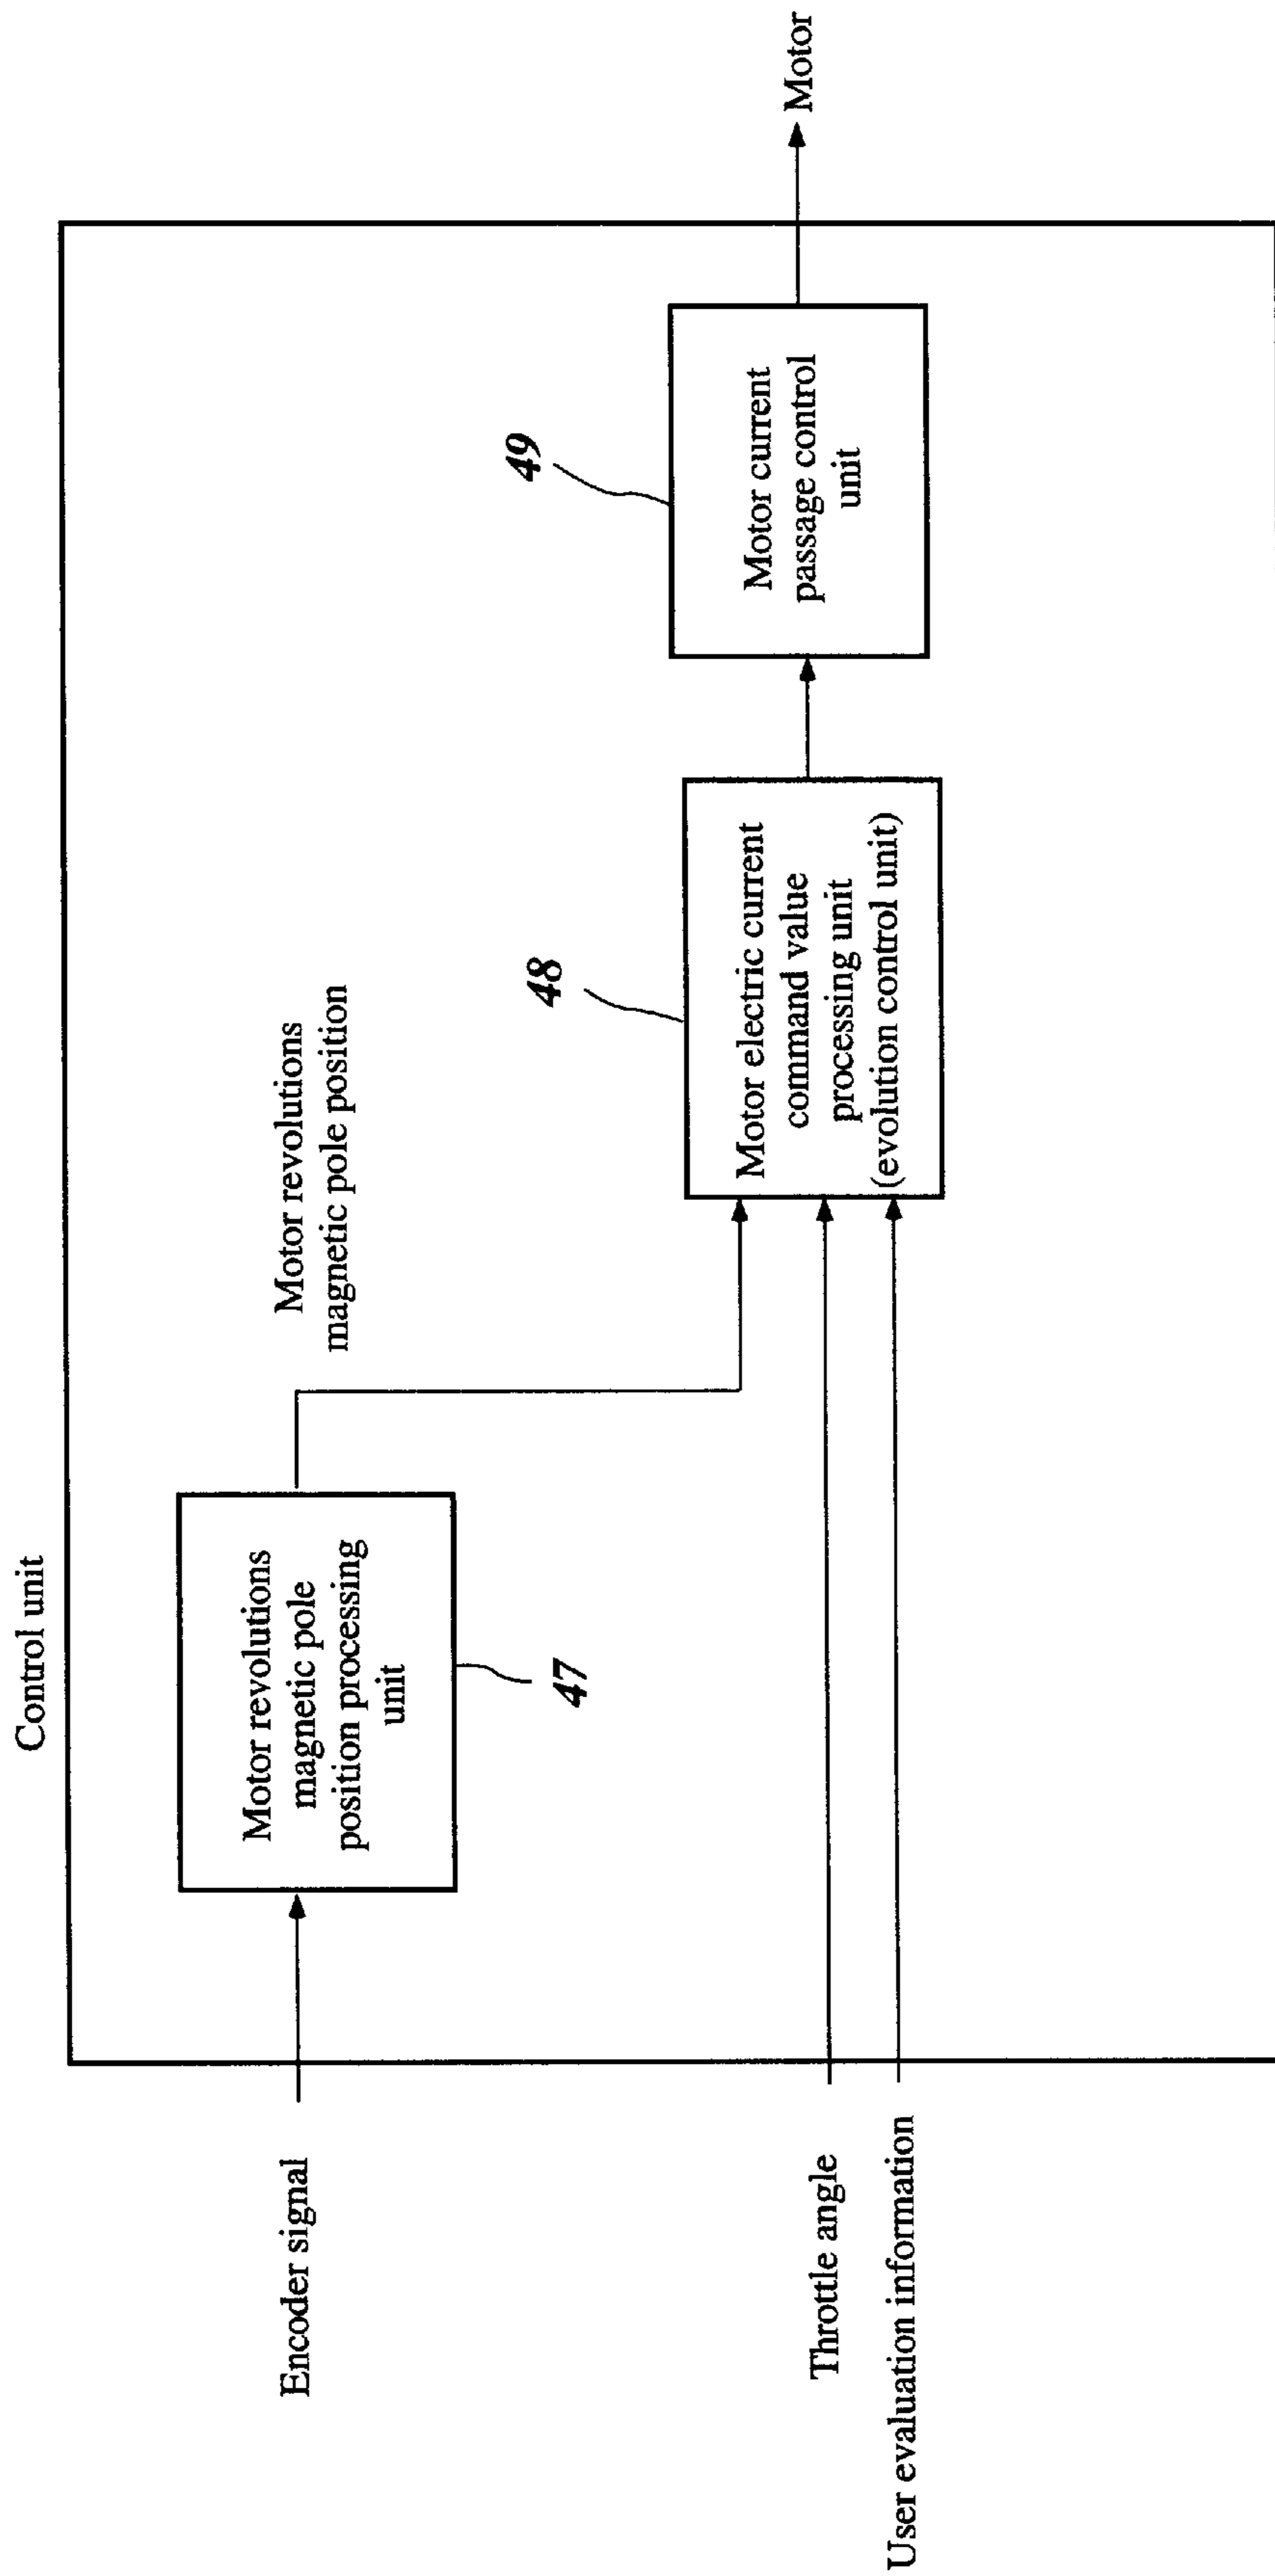 Control unit
Encoder signal
Motor revolutions
magnetic pole
position processing
unit
47
Motor revolutions
magnetic pole position
Throttle angle
User evaluation information
48
Motor electric current
command value
processing unit
(evolution control unit)
49
Motor current
passage control
unit
Motor